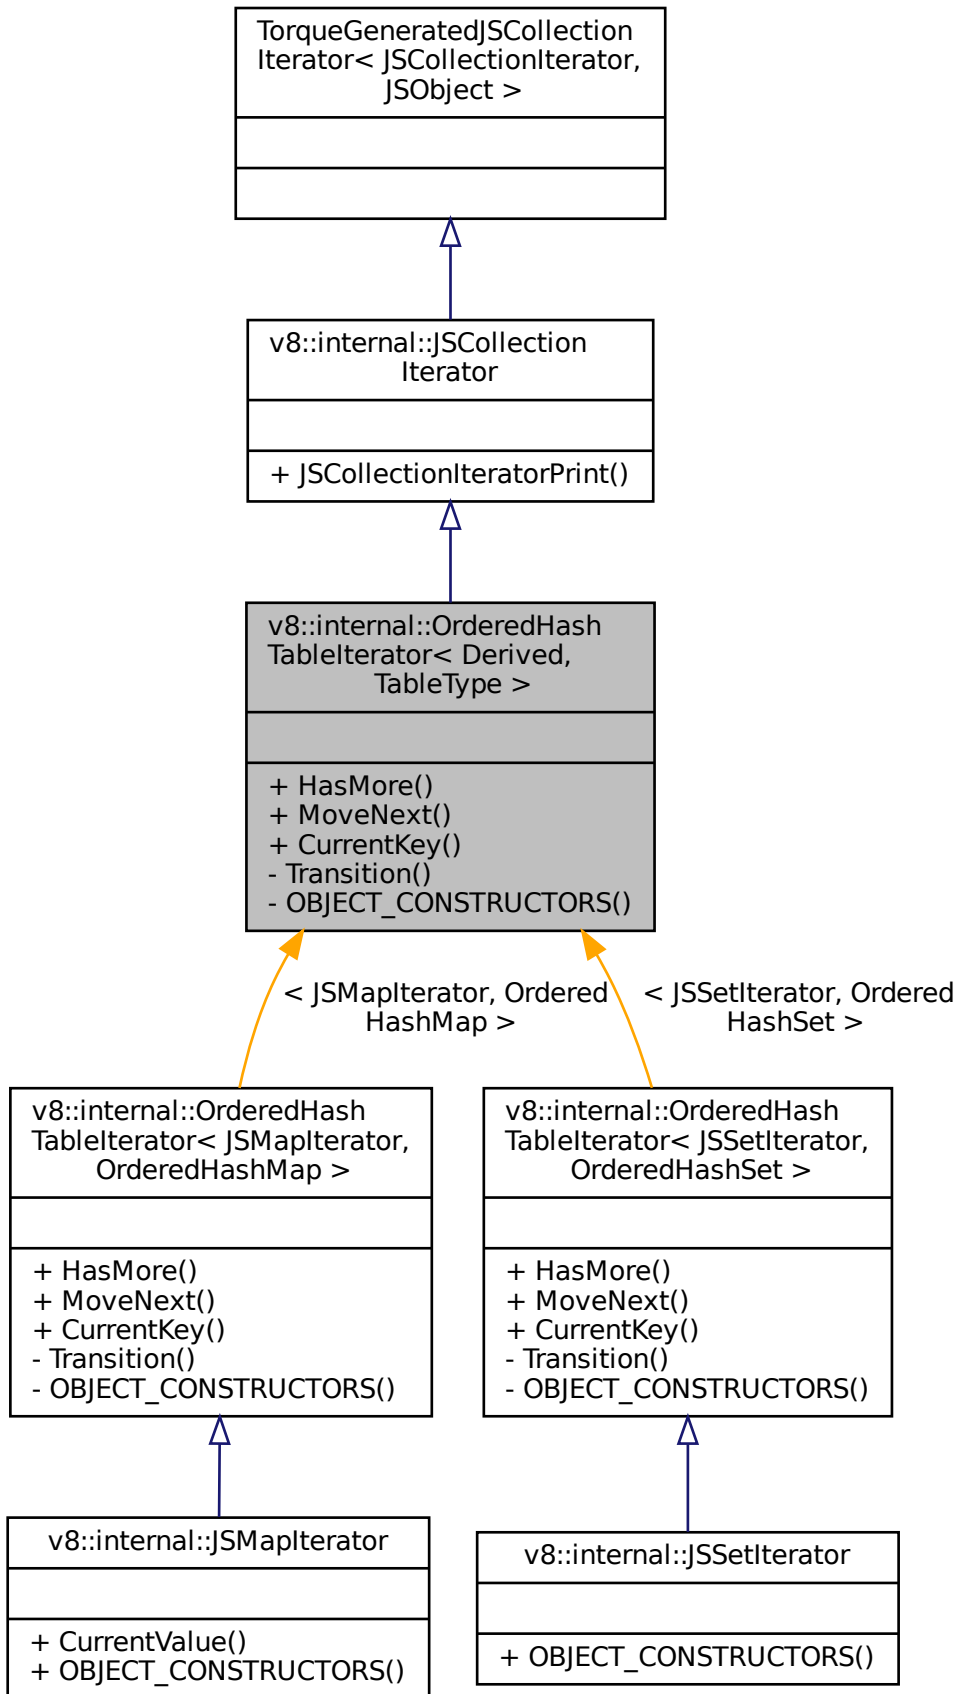 TorqueGeneratedJSCollection
Iterator< JSCollectionIterator,
JSObject >
v8::internal::JSCollection
Iterator
+ JSCollectionIteratorPrint()
v8::internal::OrderedHash
TableIterator< Derived,
TableType >
+ HasMore()
+ MoveNext()
+ CurrentKey()
- Transition()
- OBJECT_CONSTRUCTORS()
< JSMapIterator, Ordered
HashMap >
< JSSetIterator, Ordered
HashSet >
v8::internal::OrderedHash
TableIterator< JSMapIterator,
OrderedHashMap >
+ HasMore()
+ MoveNext()
+ CurrentKey()
- Transition()
- OBJECT_CONSTRUCTORS()
v8::internal::OrderedHash
TableIterator< JSSetIterator,
OrderedHashSet >
+ HasMore()
+ MoveNext()
+ CurrentKey()
- Transition()
- OBJECT_CONSTRUCTORS()
v8::internal::JSMapIterator
+ CurrentValue()
+ OBJECT_CONSTRUCTORS()
v8::internal::JSSetIterator
+ OBJECT_CONSTRUCTORS()